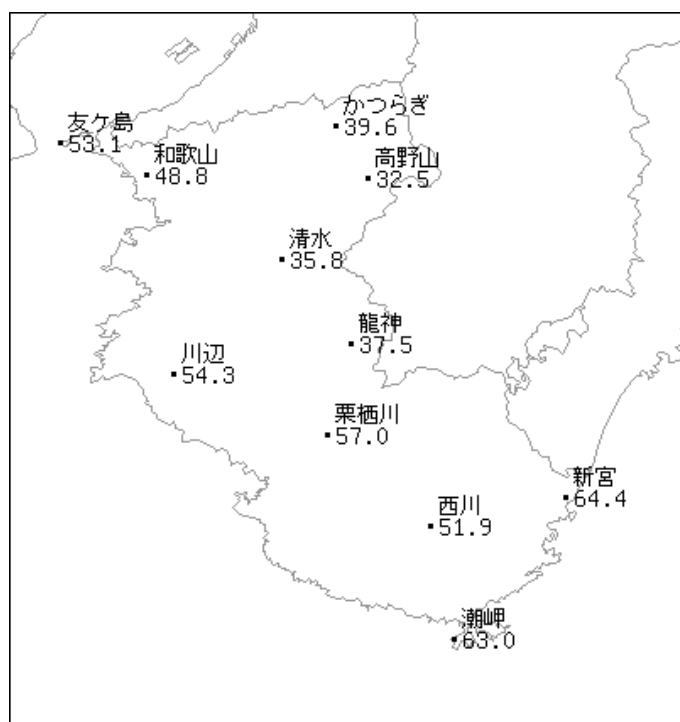 かつらぎ
39.6
友ケ島
53.1
和歌山
48.8
高野山
32.5
清水
35.8
龍神
37.5
川辺
54.3
栗栖川
57.0
新宮
64.4
西川
51.9
潮岬
63.0